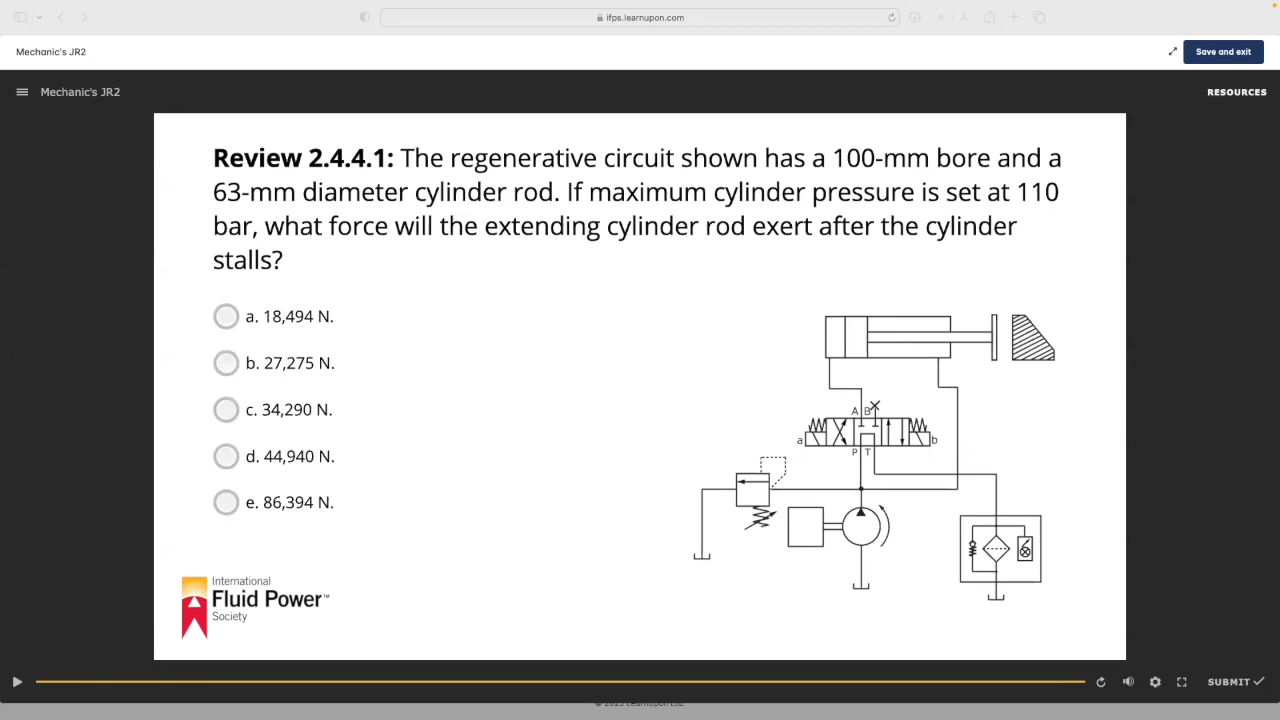 ifps.learnupon.com
Mechanic's JR2
Save and exit
Mechanic's JR2
RESOURCES
Review 2.4.4.1: The regenerative circuit shown has a 100-mm bore and a
63-mm diameter cylinder rod. If maximum cylinder pressure is set at 110
bar, what force will the extending cylinder rod exert after the cylinder
stalls?
a. 18,494 N.
b. 27,275 N.
c. 34,290 N.
d. 44,940 N.
e. 86,394 N.
A B
a b
P T
International
Fluid Power™
Society
SUBMIT